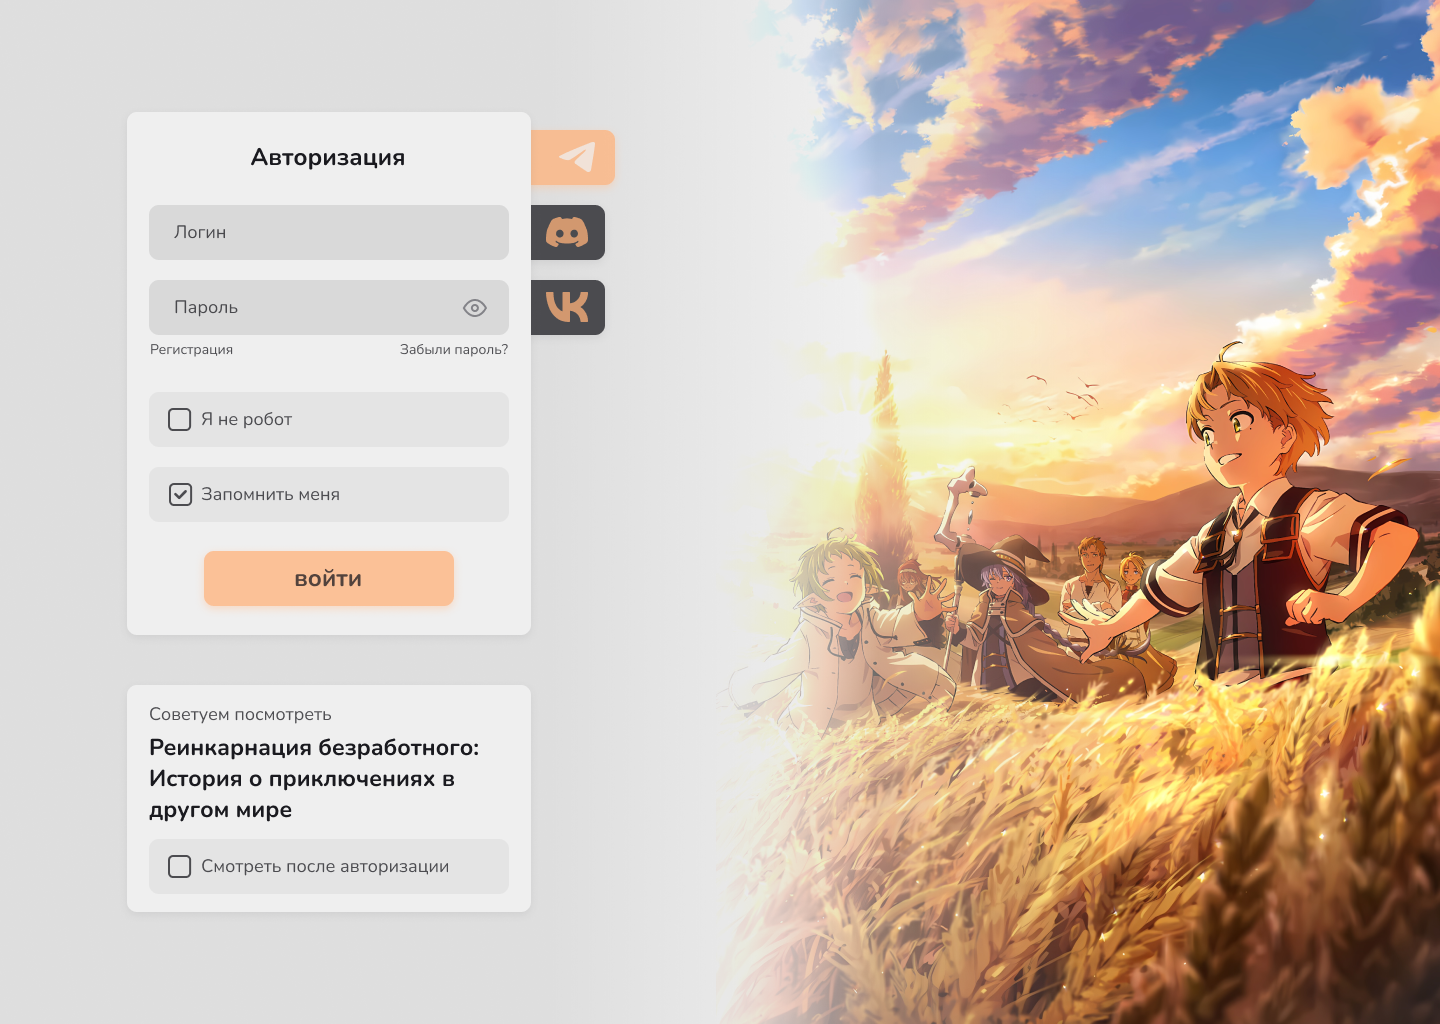 Авторизация
Логин
Пароль
Регистрация
Забыли пароль?
Я не робот
Запомнить меня
войти
Советуем посмотреть
Реинкарнация безработного:
История о приключениях в
другом мире
Смотреть после авторизации